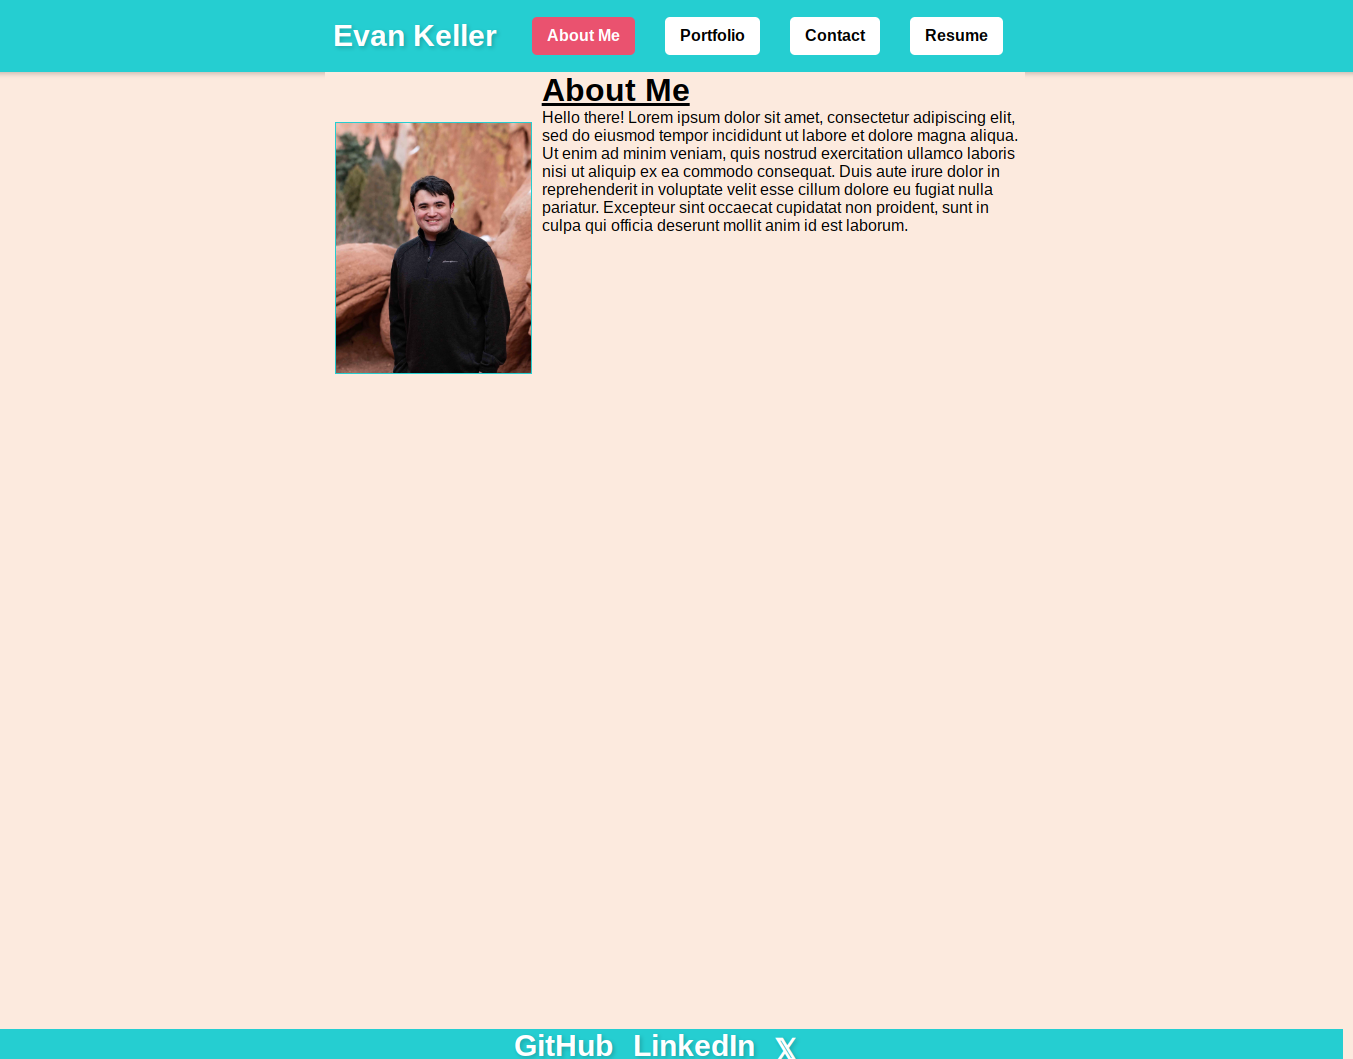 Evan Keller About Me Portfolio Contact Resume
About Me
Hello there! Lorem ipsum dolor sit amet, consectetur adipiscing elit,
sed do eiusmod tempor incididunt ut labore et dolore magna aliqua.
Ut enim ad minim veniam, quis nostrud exercitation ullamco laboris
nisi ut aliquip ex ea commodo consequat. Duis aute irure dolor in
reprehenderit in voluptate velit esse cillum dolore eu fugiat nulla
pariatur. Excepteur sint occaecat cupidatat non proident, sunt in
culpa qui officia deserunt mollit anim id est laborum.
GitHub LinkedIn 𝕏